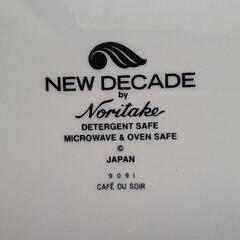 NEW DECADE
by
Noritake
DETERGENT SAFE
MICROWAVE & OVEN SAFE
©
JAPAN
9091
CAFÉ DU SOIR